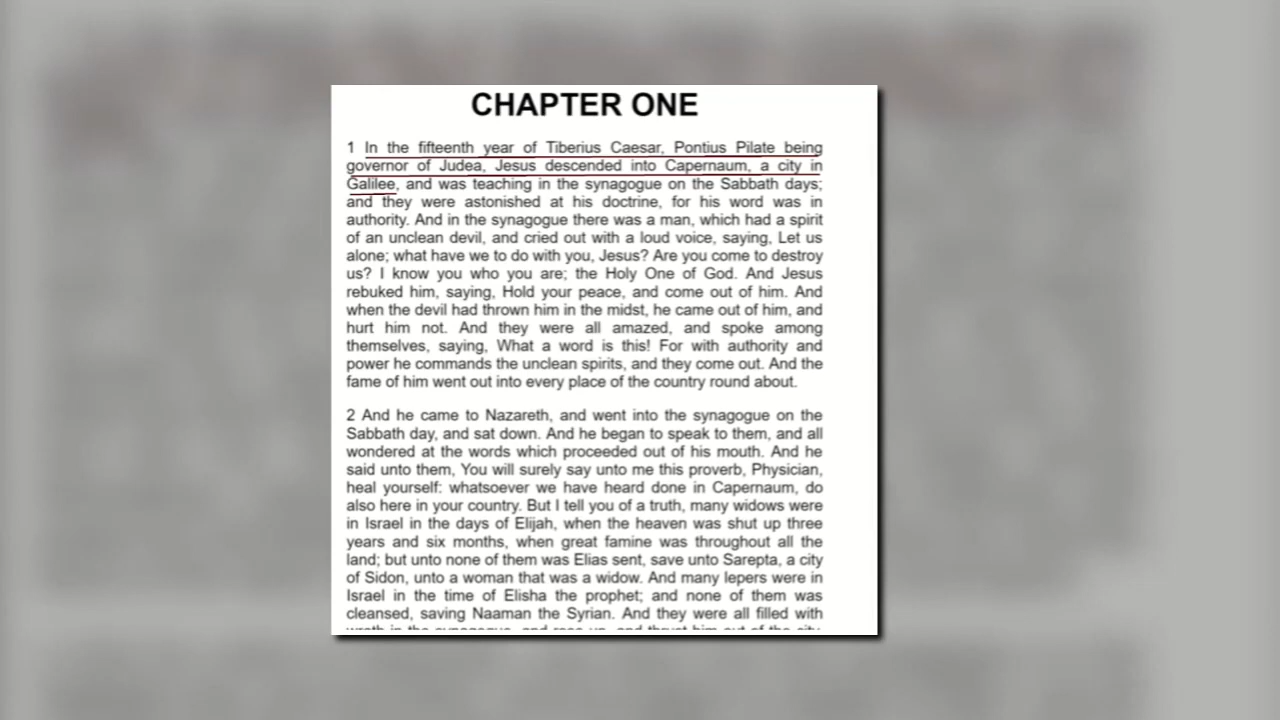 CHAPTER ONE
1 In the fifteenth year of Tiberius Caesar, Pontius Pilate being
governor of Judea, Jesus descended into Capernaum, a city in
Galilee, and was teaching in the synagogue on the Sabbath days;
and they were astonished at his doctrine, for his word was in
authority. And in the synagogue there was a man, which had a spirit
of an unclean devil, and cried out with a loud voice, saying, Let us
alone; what have we to do with you, Jesus? Are you come to destroy
us? I know you who you are; the Holy One of God. And Jesus
rebuked him, saying, Hold your peace, and come out of him. And
when the devil had thrown him in the midst, he came out of him, and
hurt him not. And they were all amazed, and spoke among
themselves, saying, What a word is this! For with authority and
power he commands the unclean spirits, and they come out. And the
fame of him went out into every place of the country round about.
2 And he came to Nazareth, and went into the synagogue on the
Sabbath day, and sat down. And he began to speak to them, and all
wondered at the words which proceeded out of his mouth. And he
said unto them, You will surely say unto me this proverb, Physician,
heal yourself: whatsoever we have heard done in Capernaum, do
also here in your country. But I tell you of a truth, many widows were
in Israel in the days of Elijah, when the heaven was shut up three
years and six months, when great famine was throughout all the
land; but unto none of them was Elias sent, save unto Sarepta, a city
of Sidon, unto a woman that was a widow. And many lepers were in
Israel in the time of Elisha the prophet; and none of them was
cleansed, saving Naaman the Syrian. And they were all filled with
in the synagogue, and rose up, and thrust him out of the city,